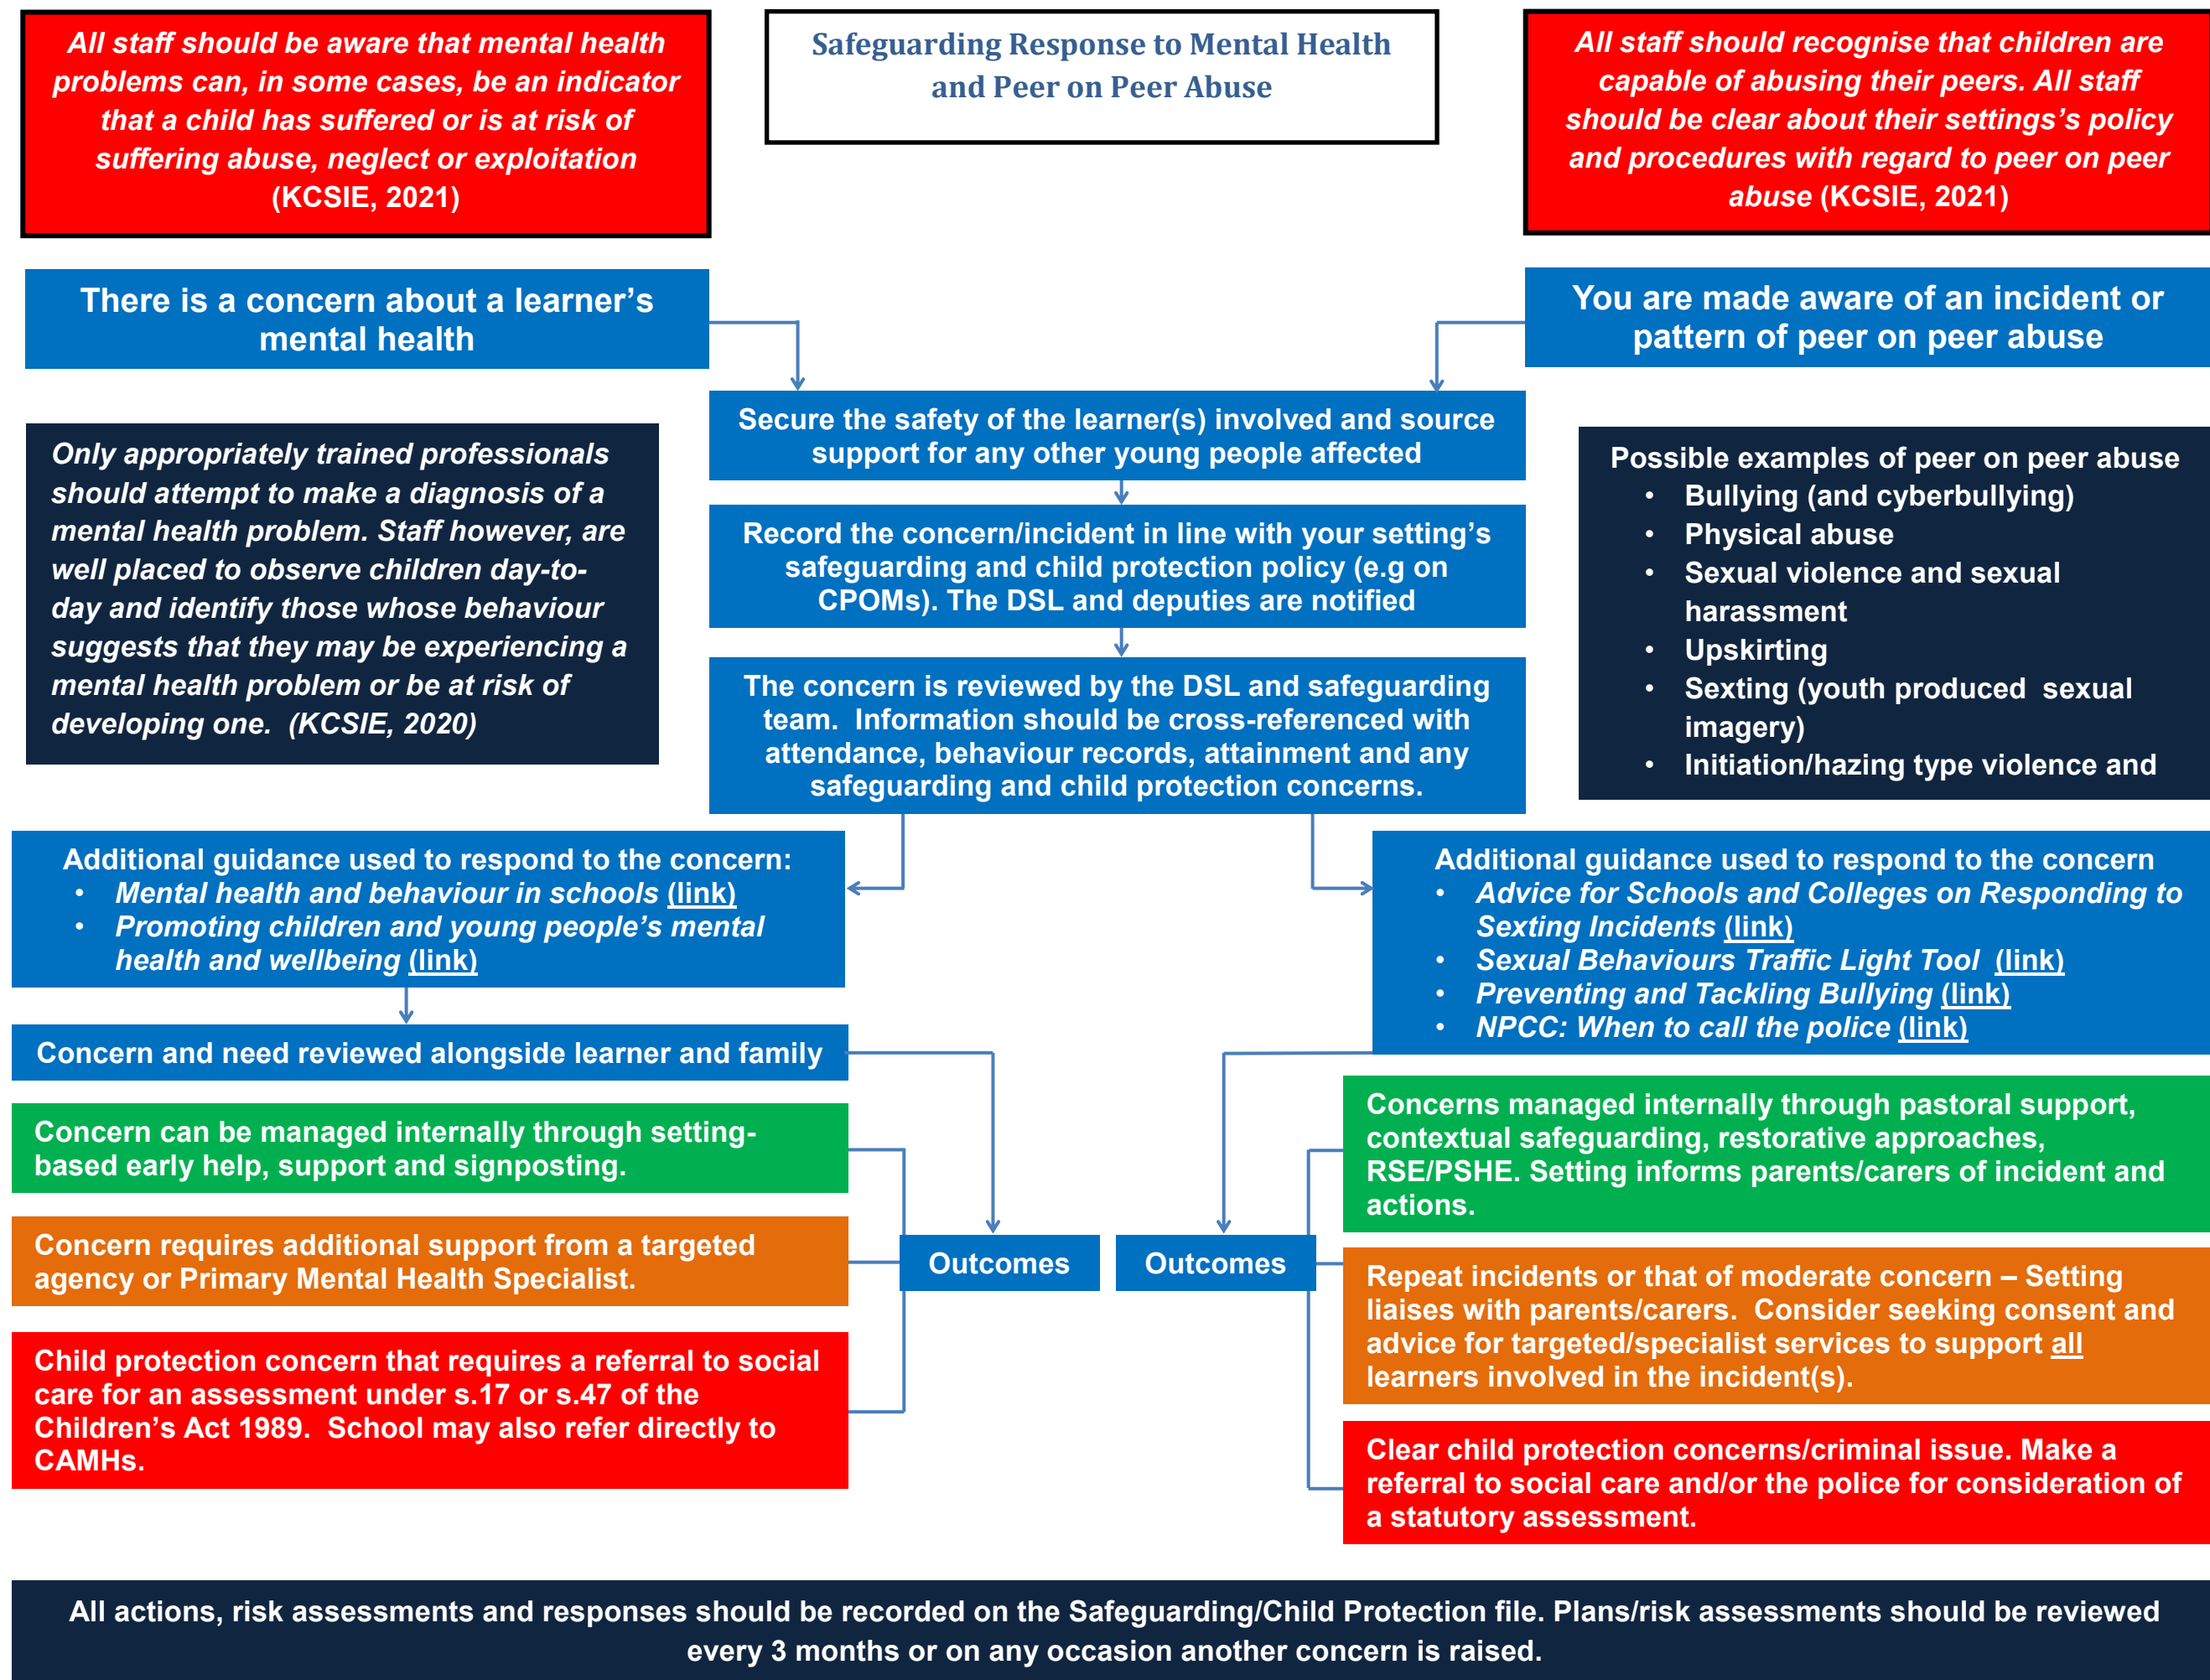 All staff should be aware that mental health
problems can, in some cases, be an indicator
that a child has suffered or is at risk of
suffering abuse, neglect or exploitation
(KCSIE, 2021)
Safeguarding Response to Mental Health
and Peer on Peer Abuse
All staff should recognise that children are
capable of abusing their peers. All staff
should be clear about their settings's policy
and procedures with regard to peer on peer
abuse (KCSIE, 2021)
There is a concern about a learner's
mental health
You are made aware of an incident or
pattern of peer on peer abuse
Secure the safety of the learner(s) involved and source
support for any other young people affected
Only appropriately trained professionals
should attempt to make a diagnosis of a
mental health problem. Staff however, are
well placed to observe children day-to-
day and identify those whose behaviour
suggests that they may be experiencing a
mental health problem or be at risk of
developing one.  (KCSIE, 2020)
Record the concern/incident in line with your setting's
safeguarding and child protection policy (e.g on
CPOMs). The DSL and deputies are notified
The concern is reviewed by the DSL and safeguarding
team.  Information should be cross-referenced with
attendance, behaviour records, attainment and any
safeguarding and child protection concerns.
Possible examples of peer on peer abuse
• Bullying (and cyberbullying)
• Physical abuse
• Sexual violence and sexual
harassment
• Upskirting
• Sexting (youth produced  sexual
imagery)
• Initiation/hazing type violence and
Additional guidance used to respond to the concern:
• Mental health and behaviour in schools (link)
• Promoting children and young people's mental
health and wellbeing (link)
Additional guidance used to respond to the concern
• Advice for Schools and Colleges on Responding to
Sexting Incidents (link)
• Sexual Behaviours Traffic Light Tool  (link)
• Preventing and Tackling Bullying (link)
• NPCC: When to call the police (link)
Concern and need reviewed alongside learner and family
Concern can be managed internally through setting-
based early help, support and signposting.
Concern requires additional support from a targeted
agency or Primary Mental Health Specialist.
Child protection concern that requires a referral to social
care for an assessment under s.17 or s.47 of the
Children's Act 1989.  School may also refer directly to
CAMHs.
Outcomes
Outcomes
Concerns managed internally through pastoral support,
contextual safeguarding, restorative approaches,
RSE/PSHE. Setting informs parents/carers of incident and
actions.
Repeat incidents or that of moderate concern – Setting
liaises with parents/carers.  Consider seeking consent and
advice for targeted/specialist services to support all
learners involved in the incident(s).
Clear child protection concerns/criminal issue. Make a
referral to social care and/or the police for consideration of
a statutory assessment.
All actions, risk assessments and responses should be recorded on the Safeguarding/Child Protection file. Plans/risk assessments should be reviewed
every 3 months or on any occasion another concern is raised.